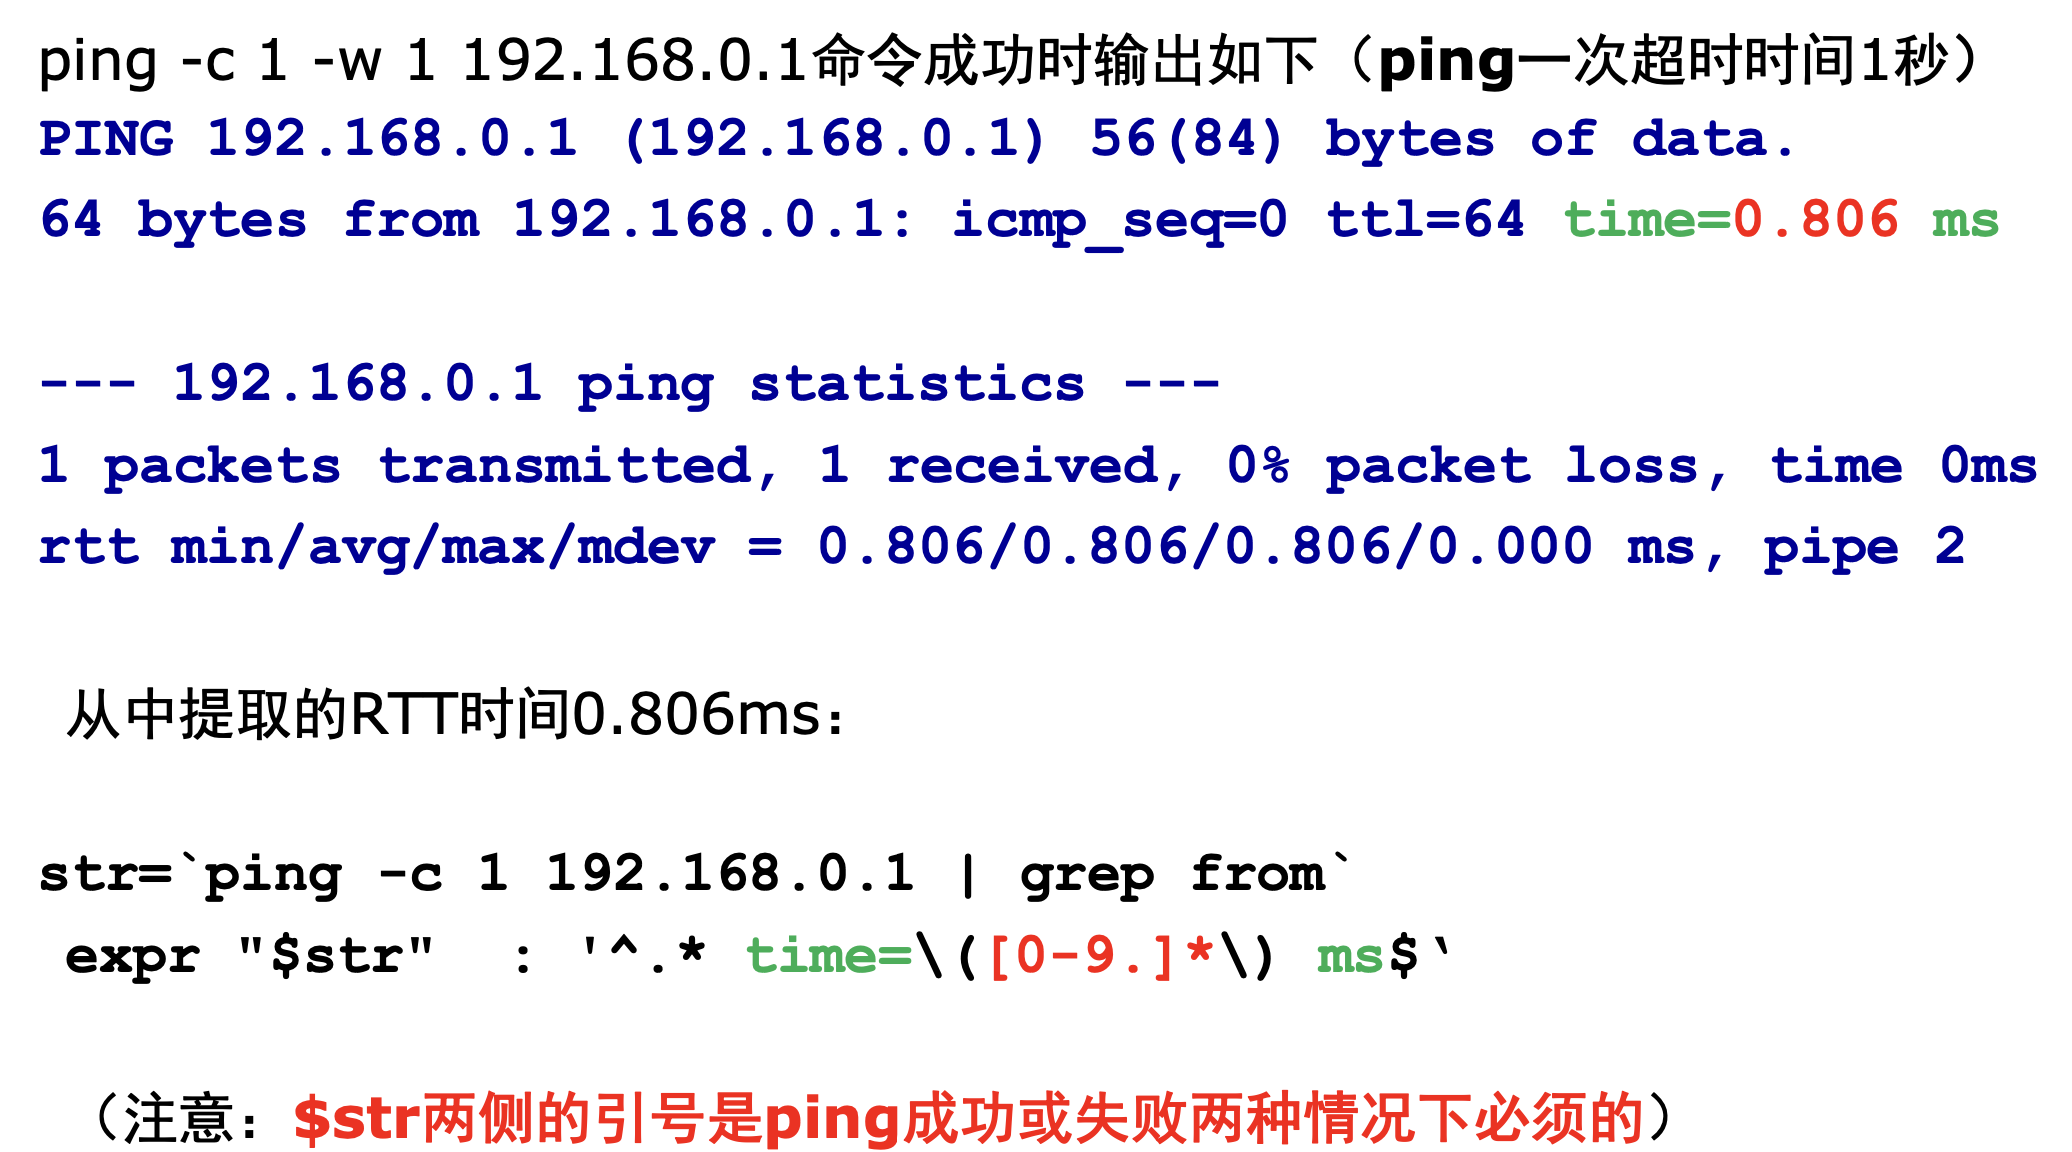 ping -c 1 -w 1 192.168.0.1命令成功时输出如下（ping一次超时时间1秒）
PING 192.168.0.1 (192.168.0.1) 56(84) bytes of data.
64 bytes from 192.168.0.1: icmp_seq=0 ttl=64 time=0.806 ms
--- 192.168.0.1 ping statistics ---
1 packets transmitted, 1 received, 0% packet loss, time 0ms
rtt min/avg/max/mdev = 0.806/0.806/0.806/0.000 ms, pipe 2
从中提取的RTT时间0.806ms：
str=`ping -c 1 192.168.0.1 | grep from`
expr "$str" : '^.* time=\([0-9.]*\) ms$‵
（注意：$str两侧的引号是ping成功或失败两种情况下必须的）